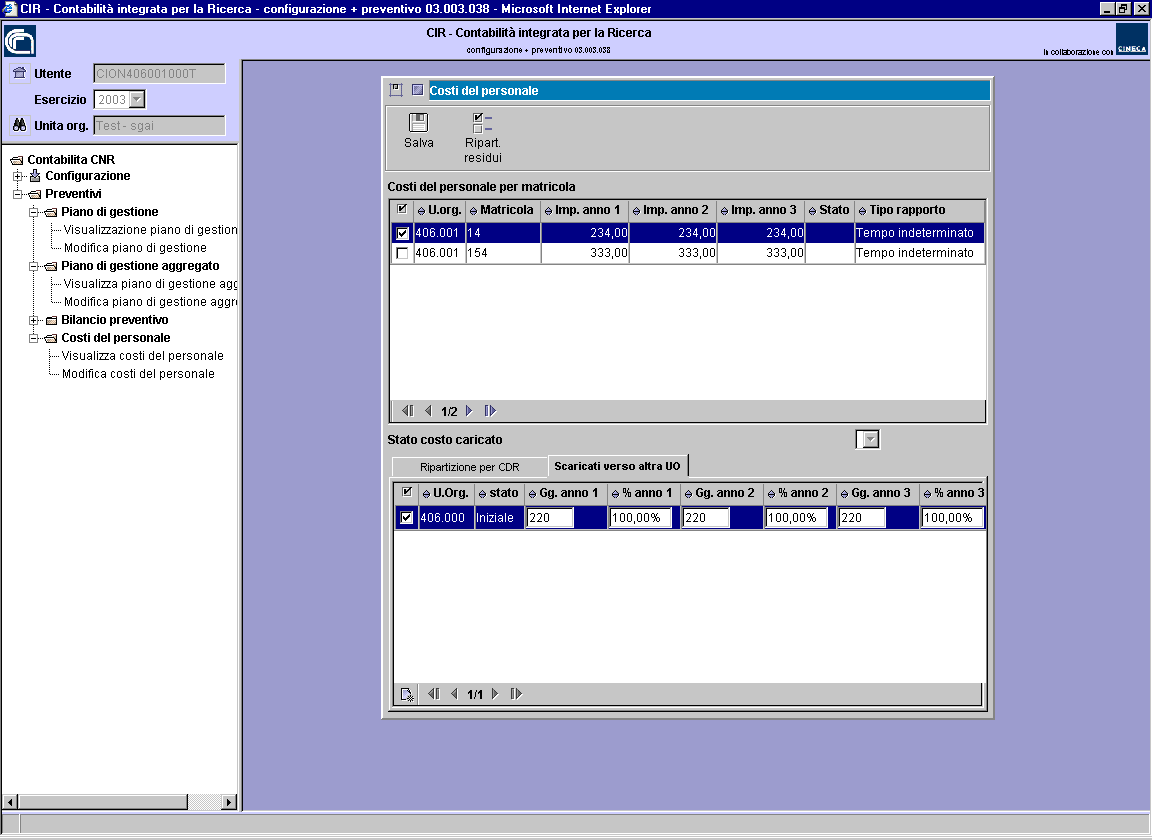 CIR - Contabilità integrata per la Ricerca - configurazione + preventivo 03.003.038 - Microsoft Internet Explorer
CIR - Contabilità integrata per la Ricerca
configurazione + preventivo 03.003.038
in collaborazione con
CINECA
Utente CION406001000T
Esercizio 2003
Unita org. Test - sgai
Contabilita CNR
Configurazione
Preventivi
Piano di gestione
Visualizzazione piano di gestion
Modifica piano di gestione
Piano di gestione aggregato
Visualizza piano di gestione agg
Modifica piano di gestione aggre
Bilancio preventivo
Costi del personale
Visualizza costi del personale
Modifica costi del personale
Costi del personale
Salva
Ripart.
residui
Costi del personale per matricola
U.org. Matricola Imp. anno 1 Imp. anno 2 Imp. anno 3 Stato Tipo rapporto
406.001 14 234,00 234,00 234,00 Tempo indeterminato
406.001 154 333,00 333,00 333,00 Tempo indeterminato
1/2
Stato costo caricato
Ripartizione per CDR Scaricati verso altra UO
U.Org. stato Gg. anno 1 % anno 1 Gg. anno 2 % anno 2 Gg. anno 3 % anno 3
406.000 Iniziale 220 100,00% 220 100,00% 220 100,00%
1/1